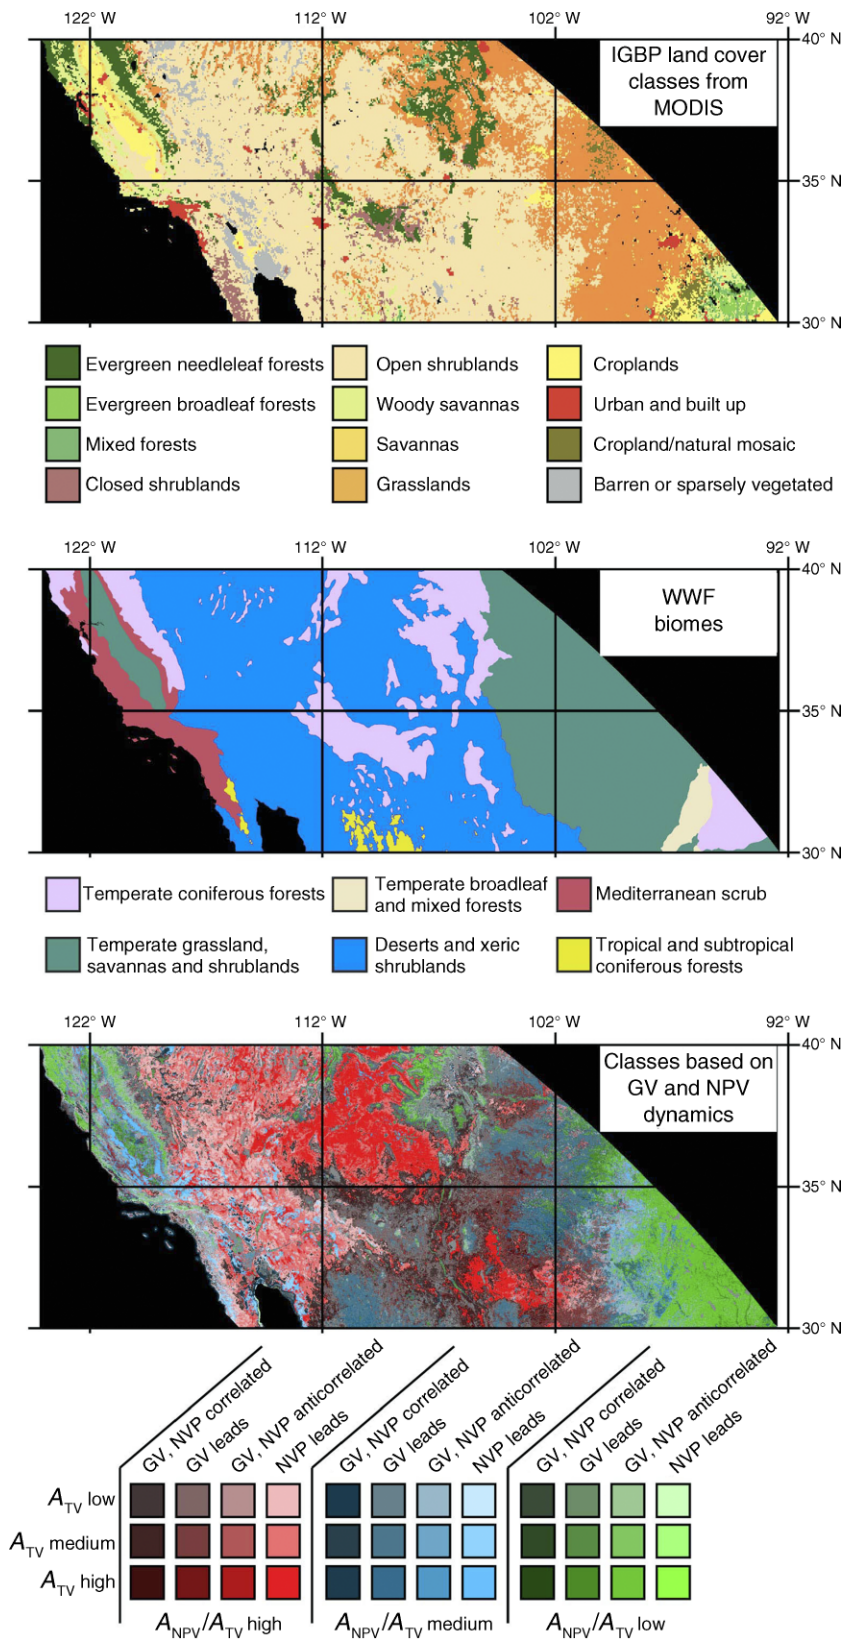 122° W 112° W 102° W 92° W
40° N
IGBP land cover
classes from
MODIS
35° N
30° N
Evergreen needleleaf forests Open shrublands Croplands
Evergreen broadleaf forests Woody savannas Urban and built up
Mixed forests Savannas Cropland/natural mosaic
Closed shrublands Grasslands Barren or sparsely vegetated
122° W 112° W 102° W 92° W
40° N
WWF
biomes
35° N
30° N
Temperate coniferous forests
Temperate broadleaf
and mixed forests
Mediterranean scrub
Temperate grassland,
savannas and shrublands
Deserts and xeric
shrublands
Tropical and subtropical
coniferous forests
122° W 112° W 102° W 92° W
40° N
Classes based on
GV and NPV
dynamics
35° N
30° N
GV, NVP correlated
GV leads
GV, NVP anticorrelated
NVP leads
GV, NVP correlated
GV leads
GV, NVP anticorrelated
NVP leads
GV, NVP correlated
GV leads
GV, NVP anticorrelated
NVP leads
ATV low
ATV medium
ATV high
ANPV/ATV high ANPV/ATV medium ANPV/ATV low